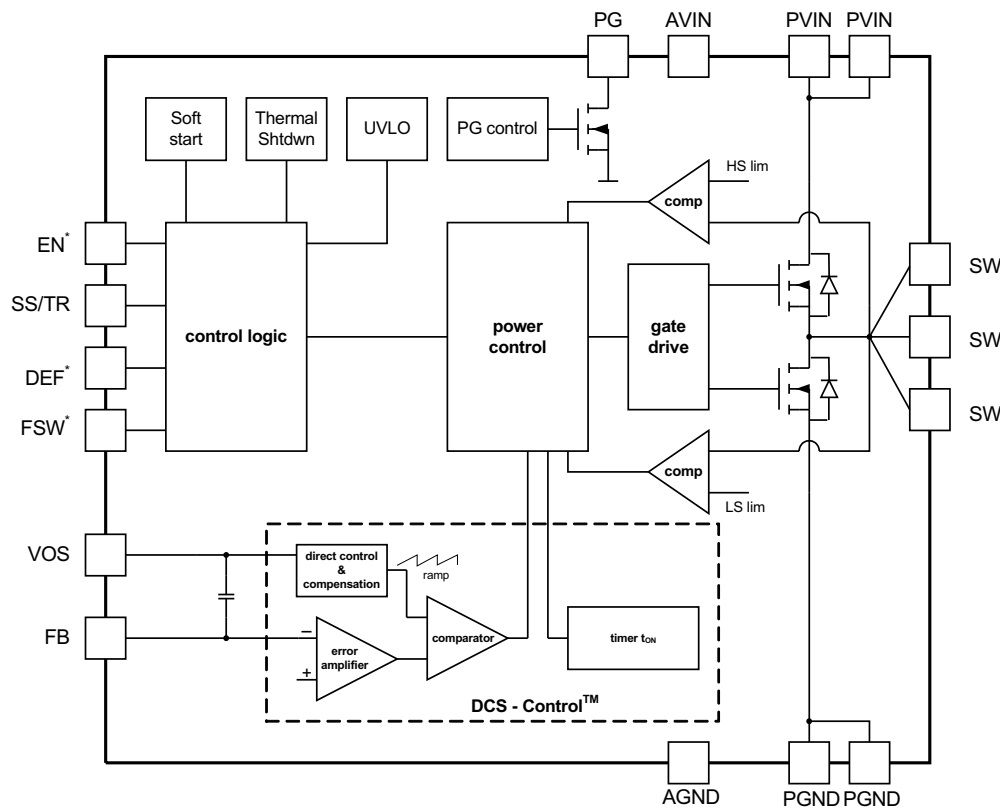 PG
AVIN
PVIN
PVIN
Soft
start
Thermal
Shtdwn
UVLO
PG control
HS lim
comp
EN*
SS/TR
DEF*
FSW*
control logic
power
control
gate
drive
SW
SW
SW
comp
LS lim
VOS
FB
direct control
&
compensation
ramp
error
amplifier
comparator
timer tON
DCS - Control™
AGND
PGND
PGND